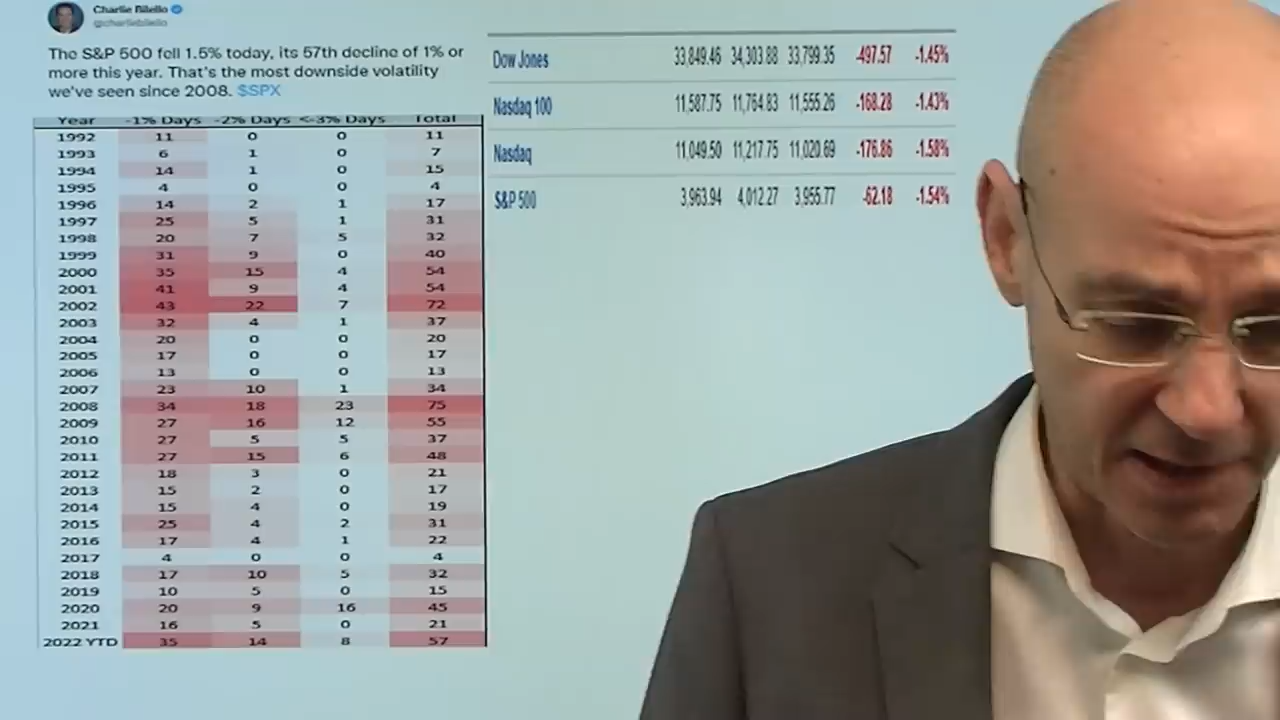 Charlie Bilello
@charliebilello
The S&P 500 fell 1.5% today, its 57th decline of 1% or
more this year. That's the most downside volatility
we've seen since 2008. $SPX
Year -1% Days -2% Days <-3% Days Total
1992 11 0 0 11
1993 6 1 0 7
1994 14 1 0 15
1995 4 0 0 4
1996 14 2 1 17
1997 25 5 1 31
1998 20 7 5 32
1999 31 9 0 40
2000 35 15 4 54
2001 41 9 4 54
2002 43 22 7 72
2003 32 4 1 37
2004 20 0 0 20
2005 17 0 0 17
2006 13 0 0 13
2007 23 10 1 34
2008 34 18 23 75
2009 27 16 12 55
2010 27 5 5 37
2011 27 15 6 48
2012 18 3 0 21
2013 15 2 0 17
2014 15 4 0 19
2015 25 4 2 31
2016 17 4 1 22
2017 4 0 0 4
2018 17 10 5 32
2019 10 5 0 15
2020 20 9 16 45
2021 16 5 0 21
2022 YTD 35 14 8 57
Dow Jones 33,849.46 34,303.88 33,799.35 -497.57 -1.45%
Nasdaq 100 11,587.75 11,764.83 11,555.26 -168.28 -1.43%
Nasdaq 11,049.50 11,217.75 11,020.69 -176.86 -1.58%
S&P 500 3,963.94 4,012.27 3,955.77 -62.18 -1.54%